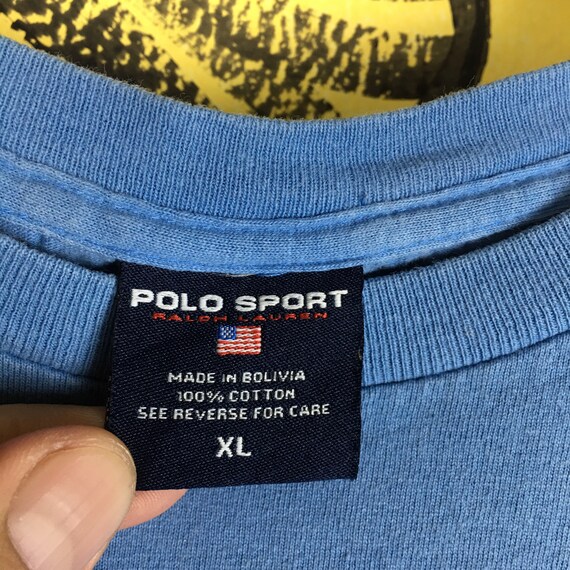 POLO SPORT
RALPH LAUREN
MADE IN BOLIVIA
100% COTTON
SEE REVERSE FOR CARE
XL